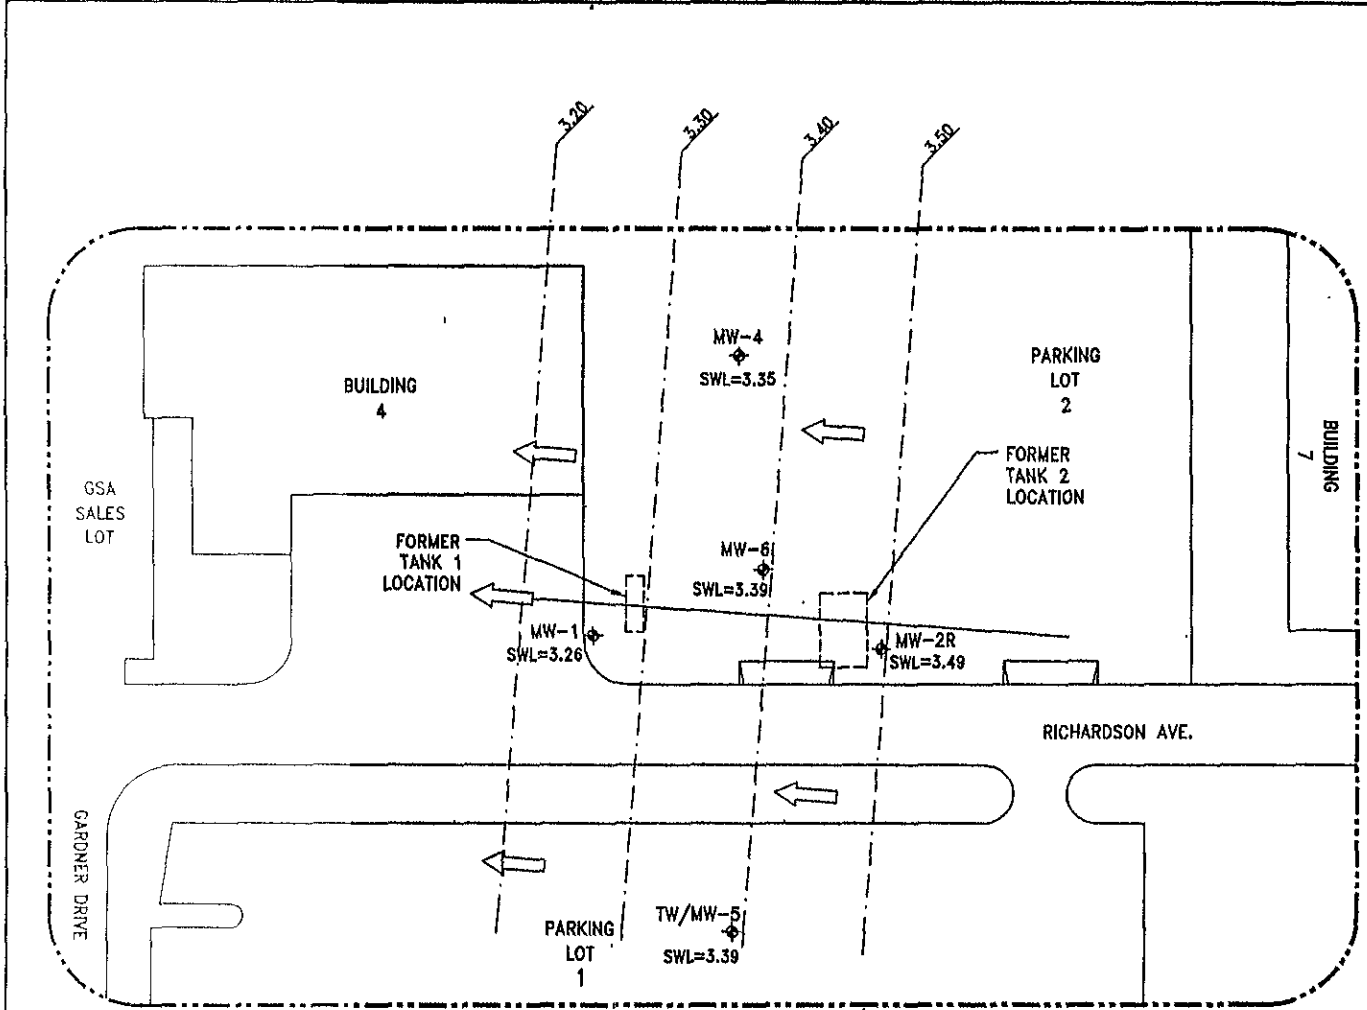 3.20
3.30
3.40
3.50
MW-4
SWL=3.35
PARKING
LOT
2
BUILDING
4
BUILDING
7
FORMER
TANK 2
LOCATION
GSA
SALES
LOT
FORMER
TANK 1
LOCATION
MW-6
SWL=3.39
MW-1
SWL=3.26
MW-2R
SWL=3.49
RICHARDSON AVE.
GARDNER DRIVE
TW/MW-5
SWL=3.39
PARKING
LOT
1